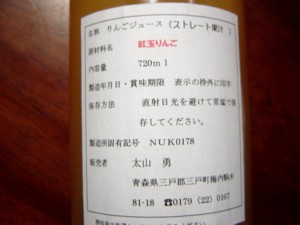 名称 りんごジュース（ストレート果汁 ）
原材料名 紅玉りんご
内容量 720ml
製造年月日・賞味期限 表示の枠外に印字
保存方法 直射日光を避けて常温で保
存してください。
製造所固有記号 NUK0178
販売者 太山 勇
青森県三戸郡三戸町梅内駒木
81-18 ☎0179（22）0167